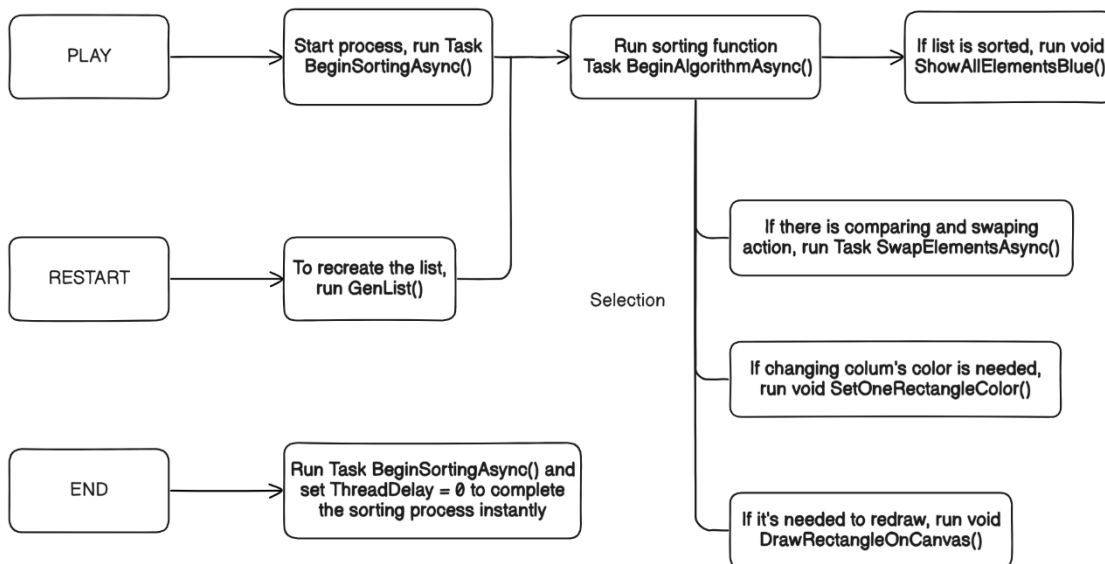 PLAY
Start process, run Task
BeginSortingAsync()
Run sorting function
Task BeginAlgorithmAsync()
If list is sorted, run void
ShowAllElementsBlue()
If there is comparing and swaping
action, run Task SwapElementsAsync()
RESTART
To recreate the list,
run GenList()
Selection
If changing colum's color is needed,
run void SetOneRectangleColor()
END
Run Task BeginSortingAsync() and
set ThreadDelay = 0 to complete
the sorting process instantly
If it's needed to redraw, run void
DrawRectangleOnCanvas()